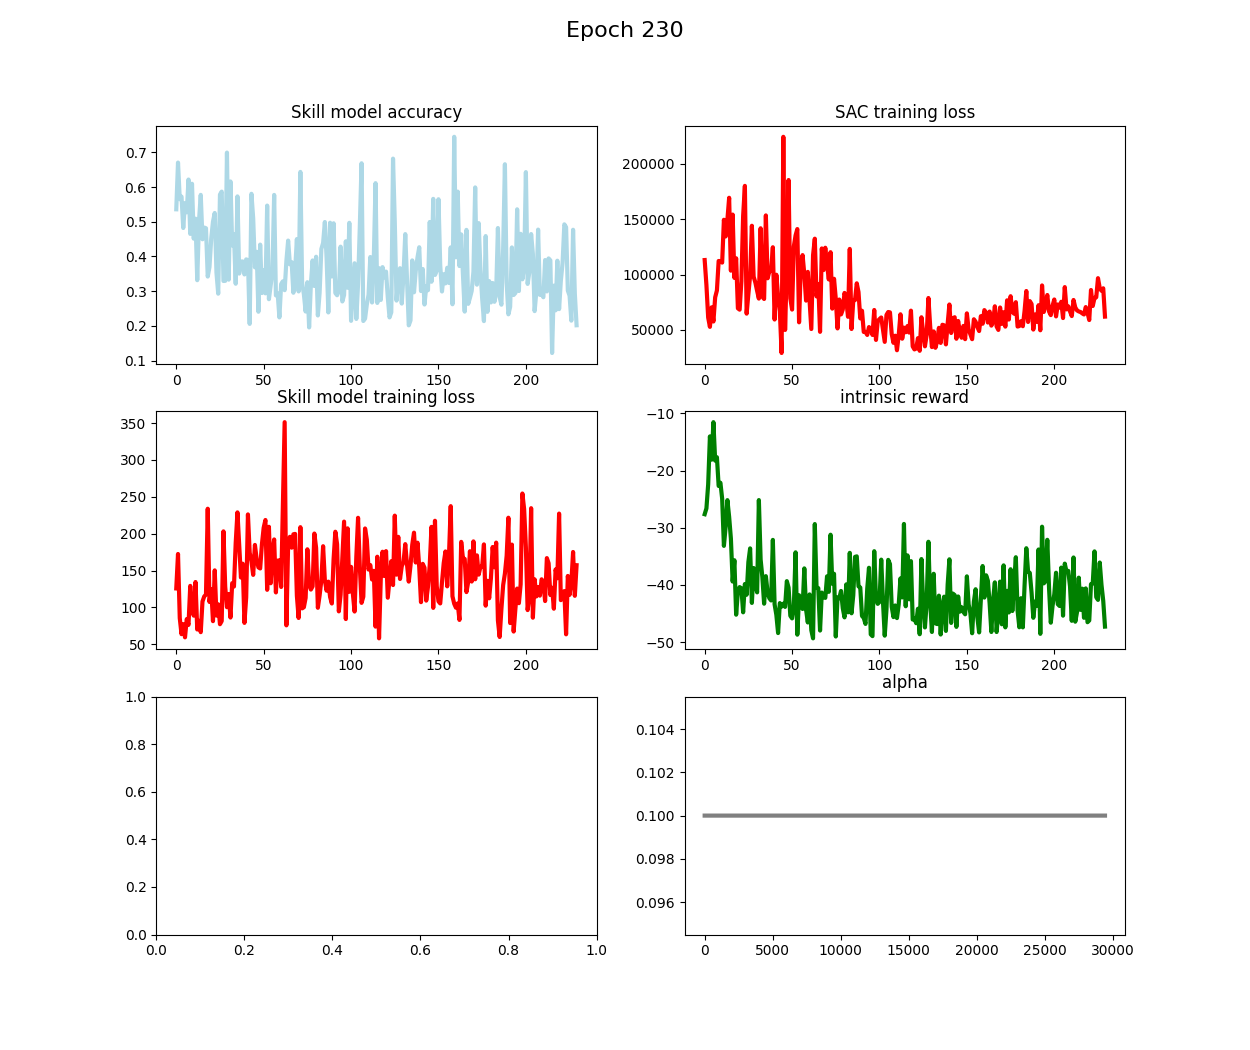 Epoch 230
Skill model accuracy
0.7
0.6
0.5
0.4
0.3
0.2
0.1
0 50 100 150 200
SAC training loss
200000
150000
100000
50000
0 50 100 150 200
Skill model training loss
350
300
250
200
150
100
50
0 50 100 150 200
intrinsic reward
−10
−20
−30
−40
−50
0 50 100 150 200
1.0
0.8
0.6
0.4
0.2
0.0
0.0 0.2 0.4 0.6 0.8 1.0
alpha
0.104
0.102
0.100
0.098
0.096
0 5000 10000 15000 20000 25000 30000